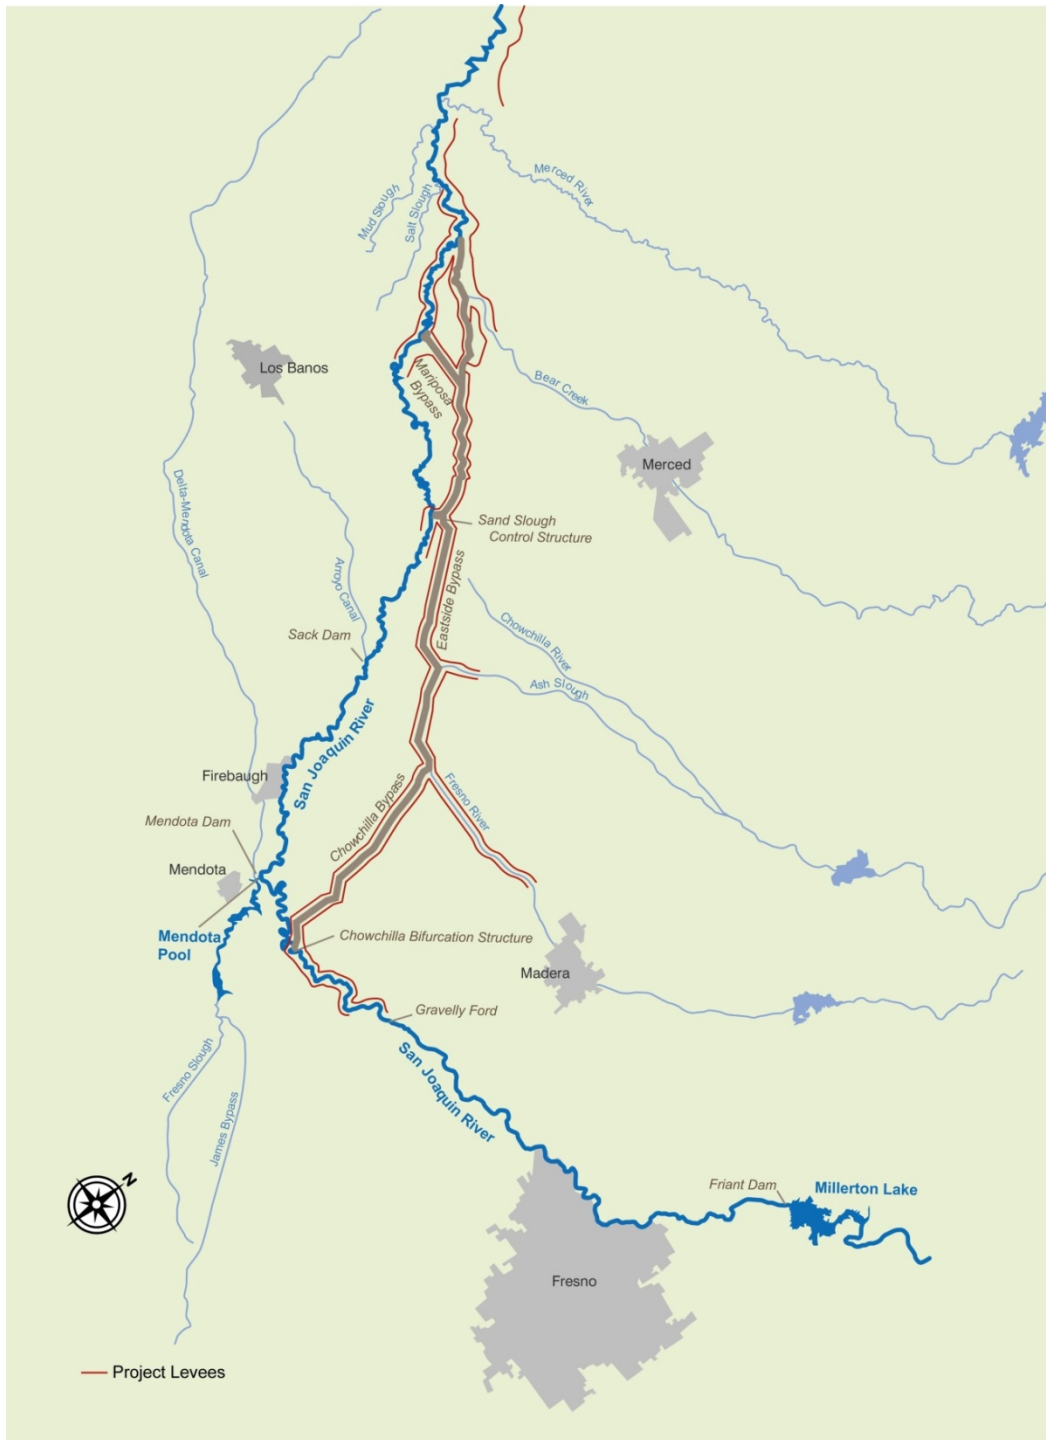 Merced River
Mud Slough
Salt Slough
Los Banos
Mariposa
Bypass
Bear Creek
Merced
Delta-Mendota Canal
Sand Slough
Control Structure
Arroyo Canal
Eastside Bypass
Chowchilla River
Sack Dam
Ash Slough
San Joaquin River
Firebaugh
Chowchilla Bypass
Fresno River
Mendota Dam
Mendota
Mendota
Pool
Chowchilla Bifurcation Structure
Madera
Gravelly Ford
San Joaquin River
Fresno Slough
James Bypass
N
Friant Dam
Millerton Lake
Fresno
Project Levees